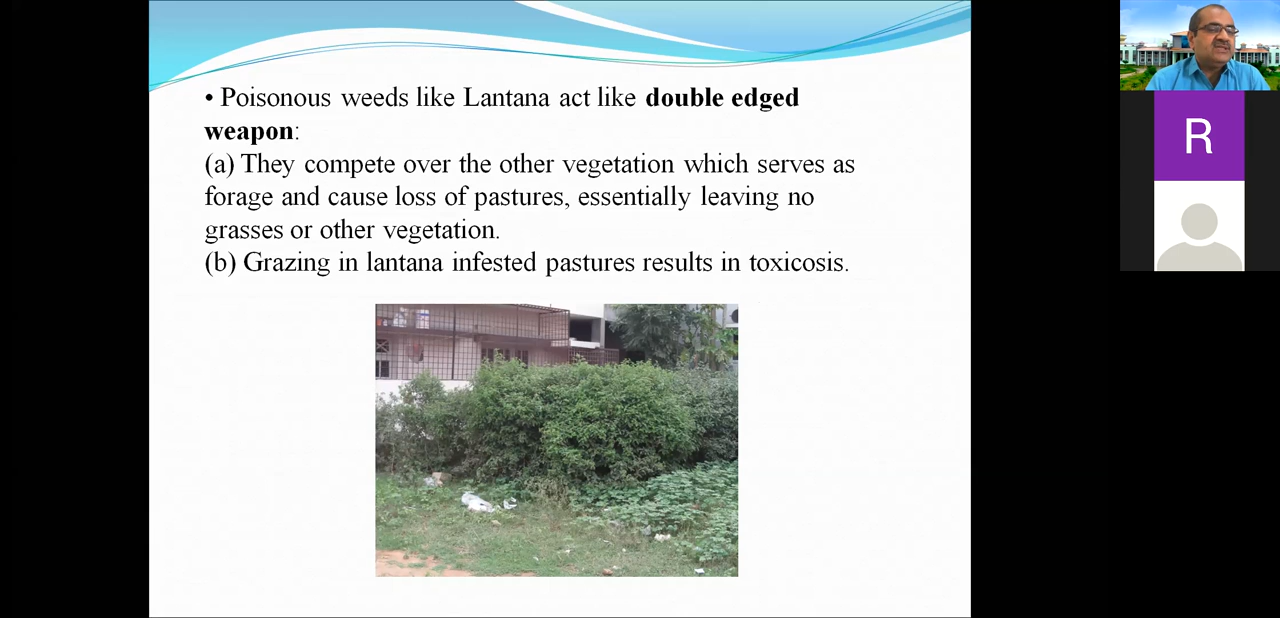 • Poisonous weeds like Lantana act like double edged
weapon:
(a) They compete over the other vegetation which serves as
forage and cause loss of pastures, essentially leaving no
grasses or other vegetation.
(b) Grazing in lantana infested pastures results in toxicosis.
R